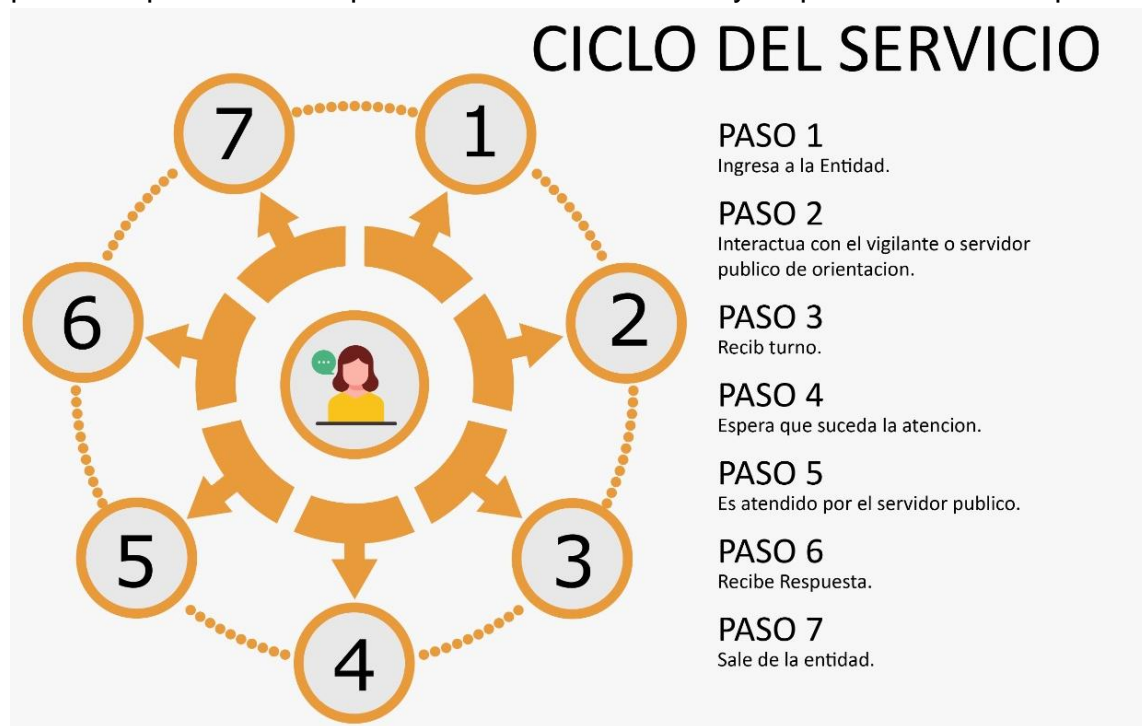 CICLO DEL SERVICIO
7
1
6
2
5
3
4
PASO 1
Ingresa a la Entidad.
PASO 2
Interactua con el vigilante o servidor
publico de orientacion.
PASO 3
Recib turno.
PASO 4
Espera que suceda la atencion.
PASO 5
Es atendido por el servidor publico.
PASO 6
Recibe Respuesta.
PASO 7
Sale de la entidad.